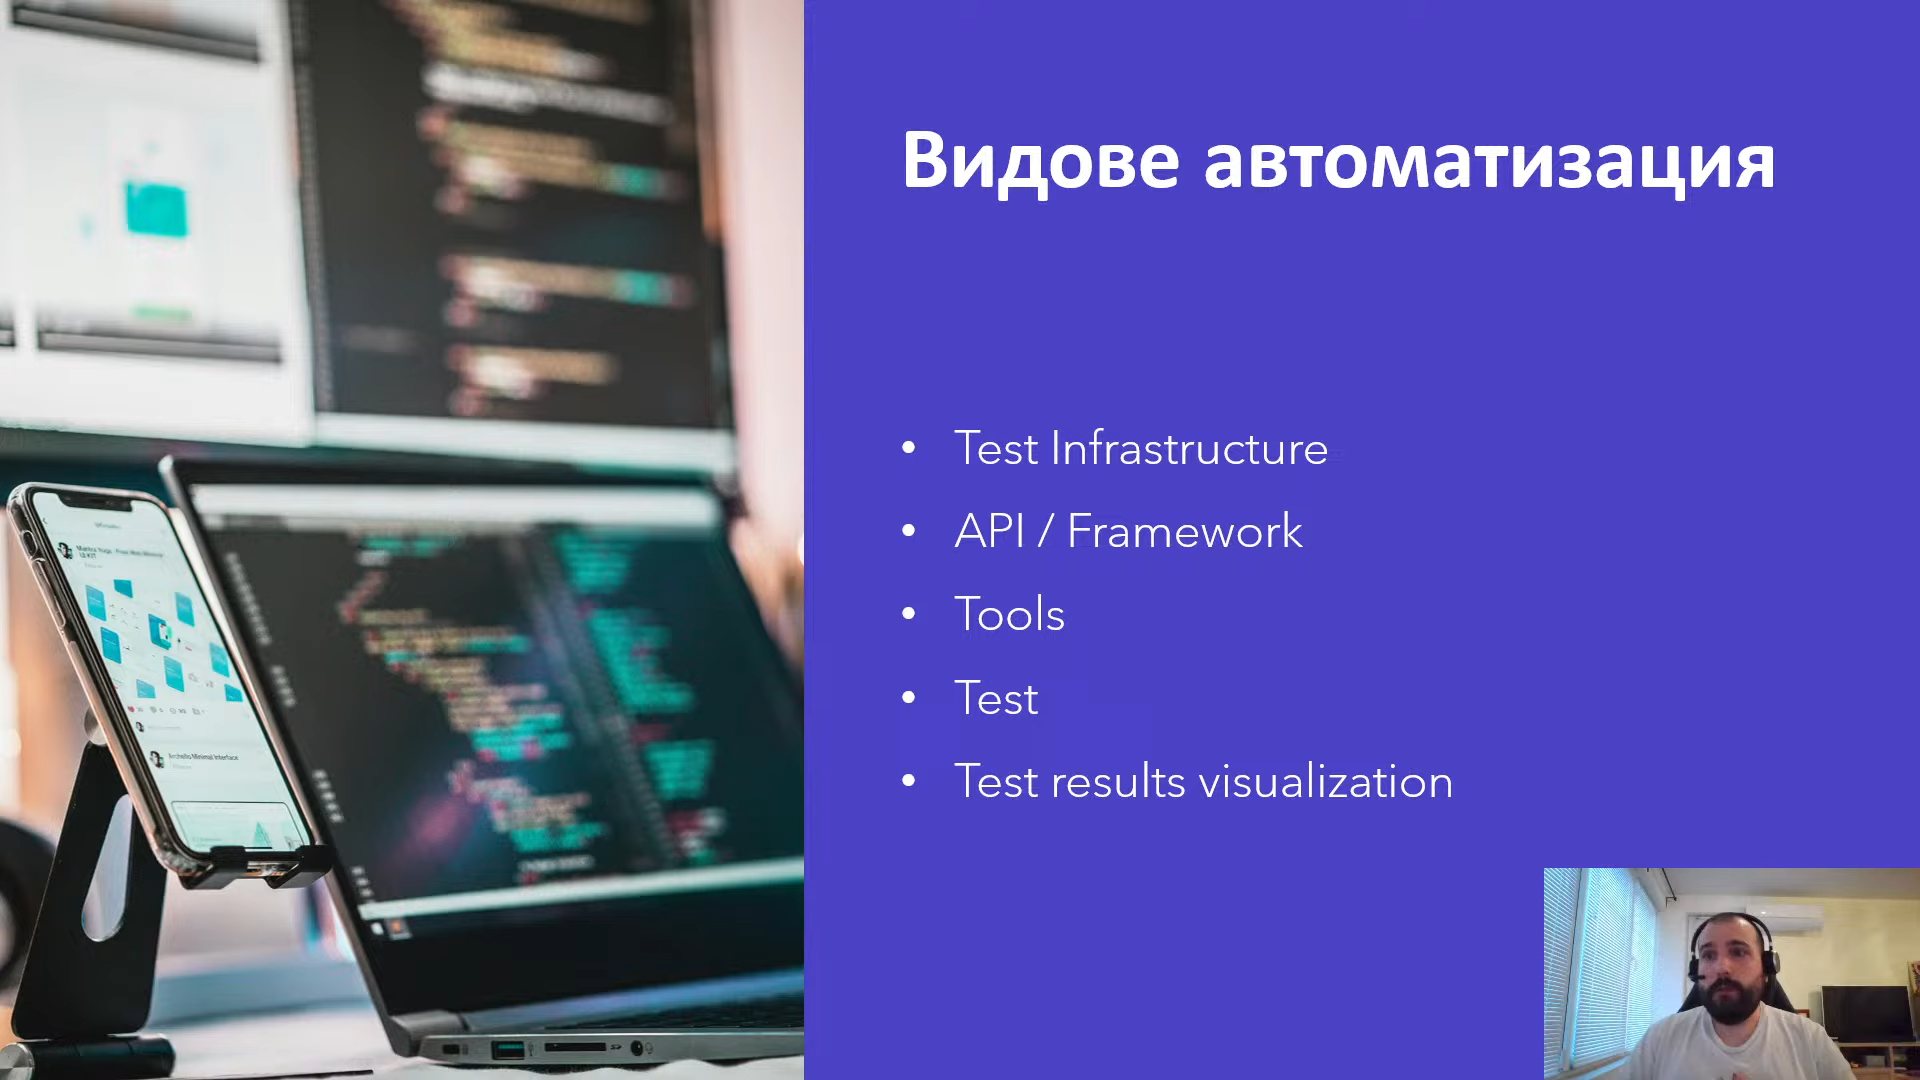 Видове автоматизация
• Test Infrastructure
• API / Framework
• Tools
• Test
• Test results visualization